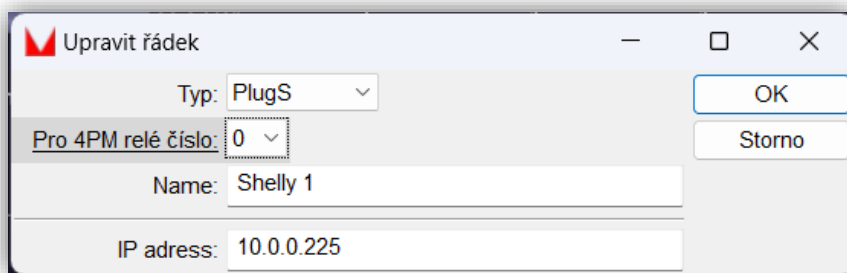 Upravit řádek
Typ: PlugS
OK
Pro 4PM relé číslo: 0
Storno
Name: Shelly 1
IP adress: 10.0.0.225